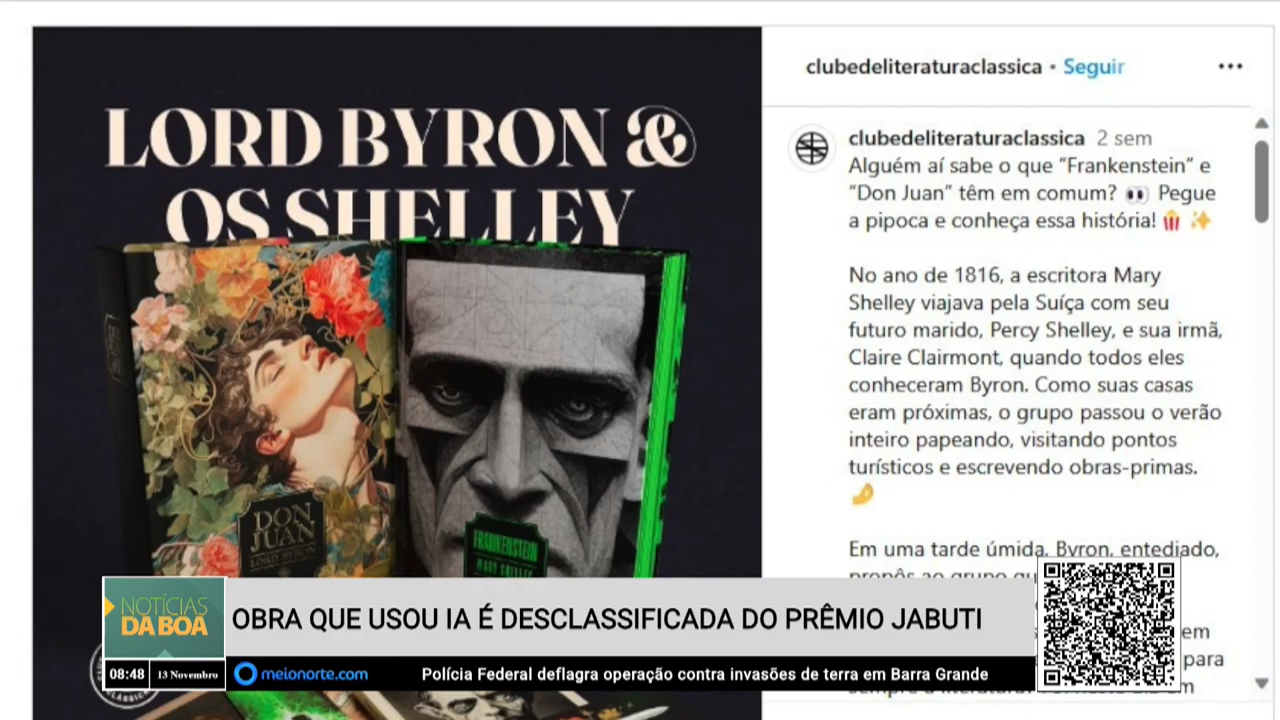 LORD BYRON &
OS SHELLEY
DON
JUAN
LORD BYRON
FRANKENSTEIN
MARY SHELLEY
clubedeliteraturaclassica • Seguir
clubedeliteraturaclassica 2 sem
Alguém aí sabe o que “Frankenstein” e
“Don Juan” têm em comum? 👀 Pegue
a pipoca e conheça essa história! 🍿 ✨
No ano de 1816, a escritora Mary
Shelley viajava pela Suíça com seu
futuro marido, Percy Shelley, e sua irmã,
Claire Clairmont, quando todos eles
conheceram Byron. Como suas casas
eram próximas, o grupo passou o verão
inteiro papeando, visitando pontos
turísticos e escrevendo obras-primas.
🤌
Em uma tarde úmida, Byron, entediado,
propôs ao grupo
em
para
NOTÍCIAS
DA BOA
OBRA QUE USOU IA É DESCLASSIFICADA DO PRÊMIO JABUTI
08:48
13 Novembro
meionorte.com
Polícia Federal deflagra operação contra invasões de terra em Barra Grande